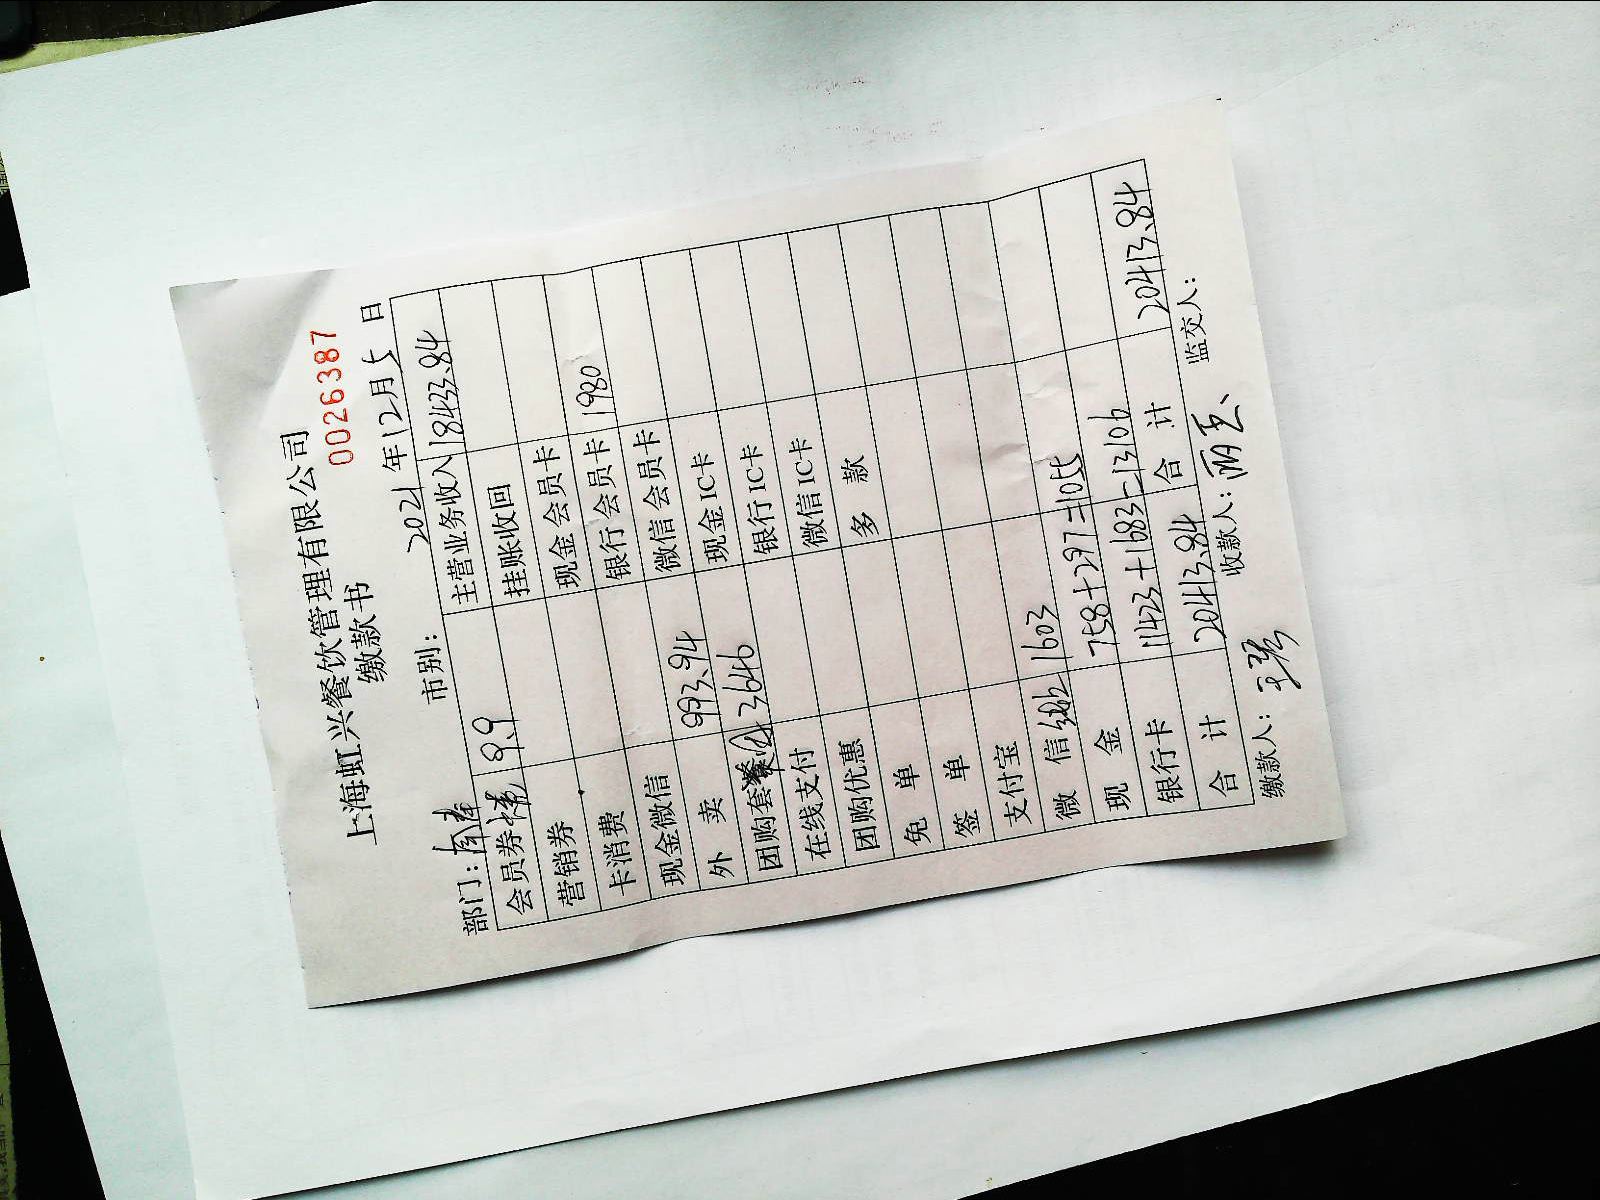 上海虹兴餐饮管理有限公司
缴款书
0026387
部门: 市别: 2021年12月5日
会员券 9.9 主营业务收入 18433.84
营销券 挂账收回
卡消费 现金会员卡
现金微信 银行会员卡 1980
外卖 993.94 微信会员卡
团购套餐 3646 现金IC卡
在线支付 银行IC卡
团购优惠 微信IC卡
免单 多款
签单
支付宝
微信 1603
现金 758+297=1055
银行卡 11423+1683=13106
合计 20413.84 合计 20413.84
缴款人: 收款人: 监交人: